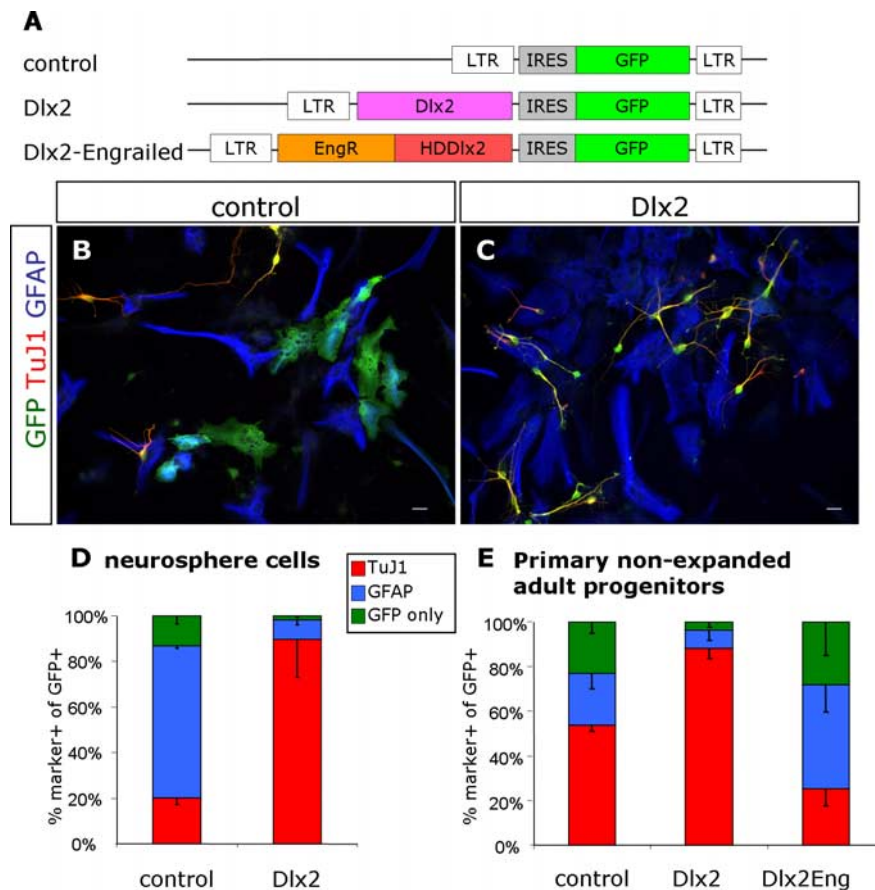 A
control
LTR IRES GFP LTR
Dlx2
LTR Dlx2 IRES GFP LTR
Dlx2-Engrailed
LTR EngR HDDlx2 IRES GFP LTR
control
Dlx2
GFP TuJ1 GFAP
B
C
D neurosphere cells
TuJ1
GFAP
GFP only
% marker+ of GFP+
100%
80%
60%
40%
20%
0%
control Dlx2
E Primary non-expanded
adult progenitors
% marker+ of GFP+
100%
80%
60%
40%
20%
0%
control Dlx2 Dlx2Eng